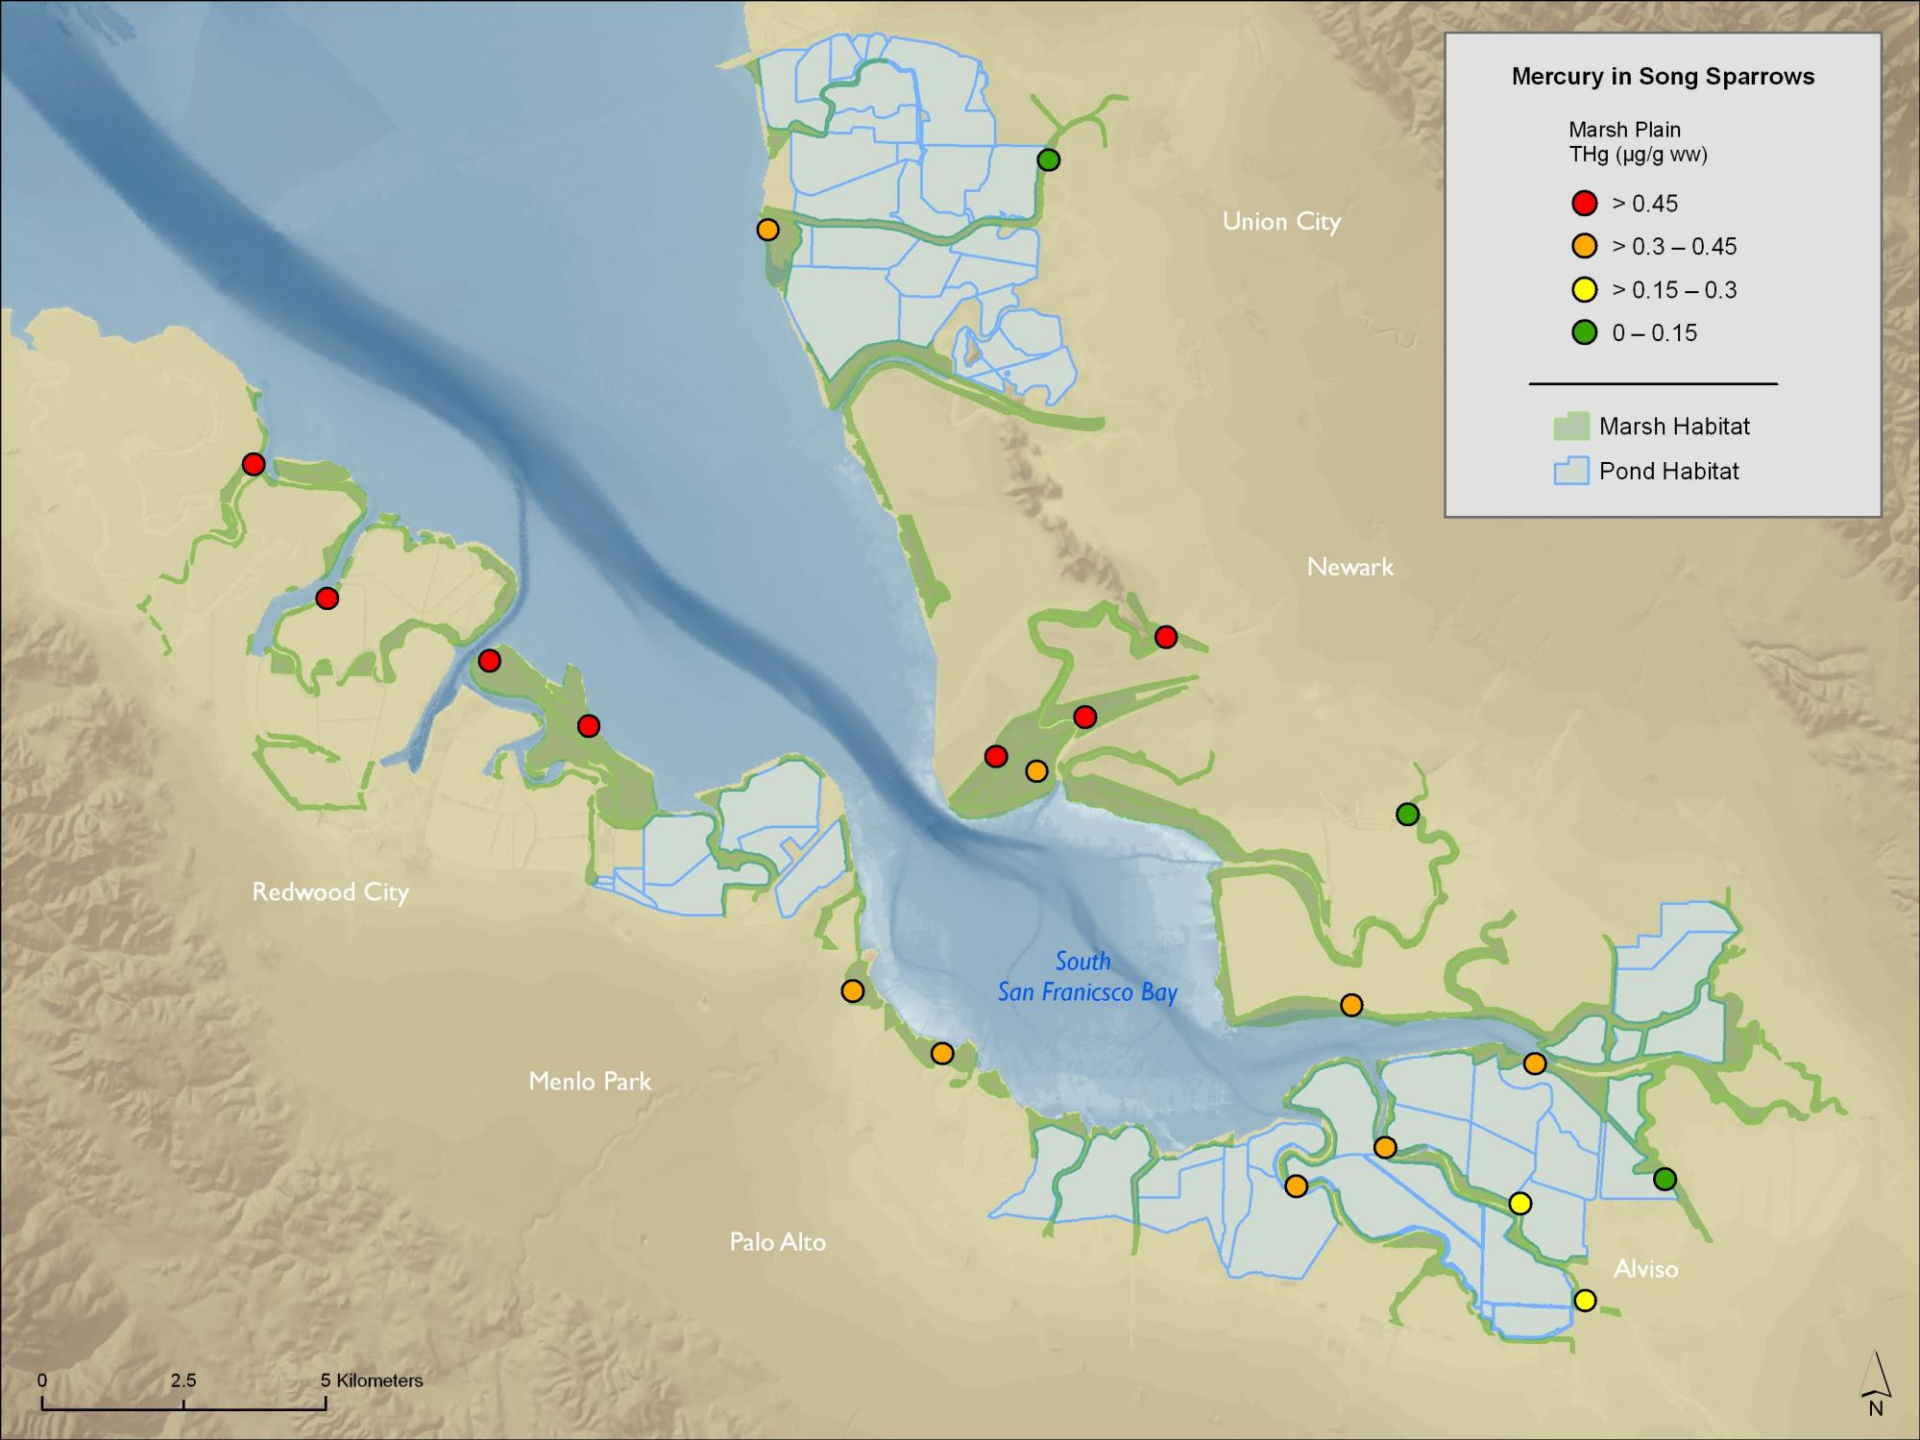 Mercury in Song Sparrows
Marsh Plain
THg (µg/g ww)
> 0.45
> 0.3 – 0.45
> 0.15 – 0.3
0 – 0.15
Marsh Habitat
Pond Habitat
Union City
Newark
Redwood City
South
San Franicsco Bay
Menlo Park
Palo Alto
Alviso
0 2.5 5 Kilometers
N